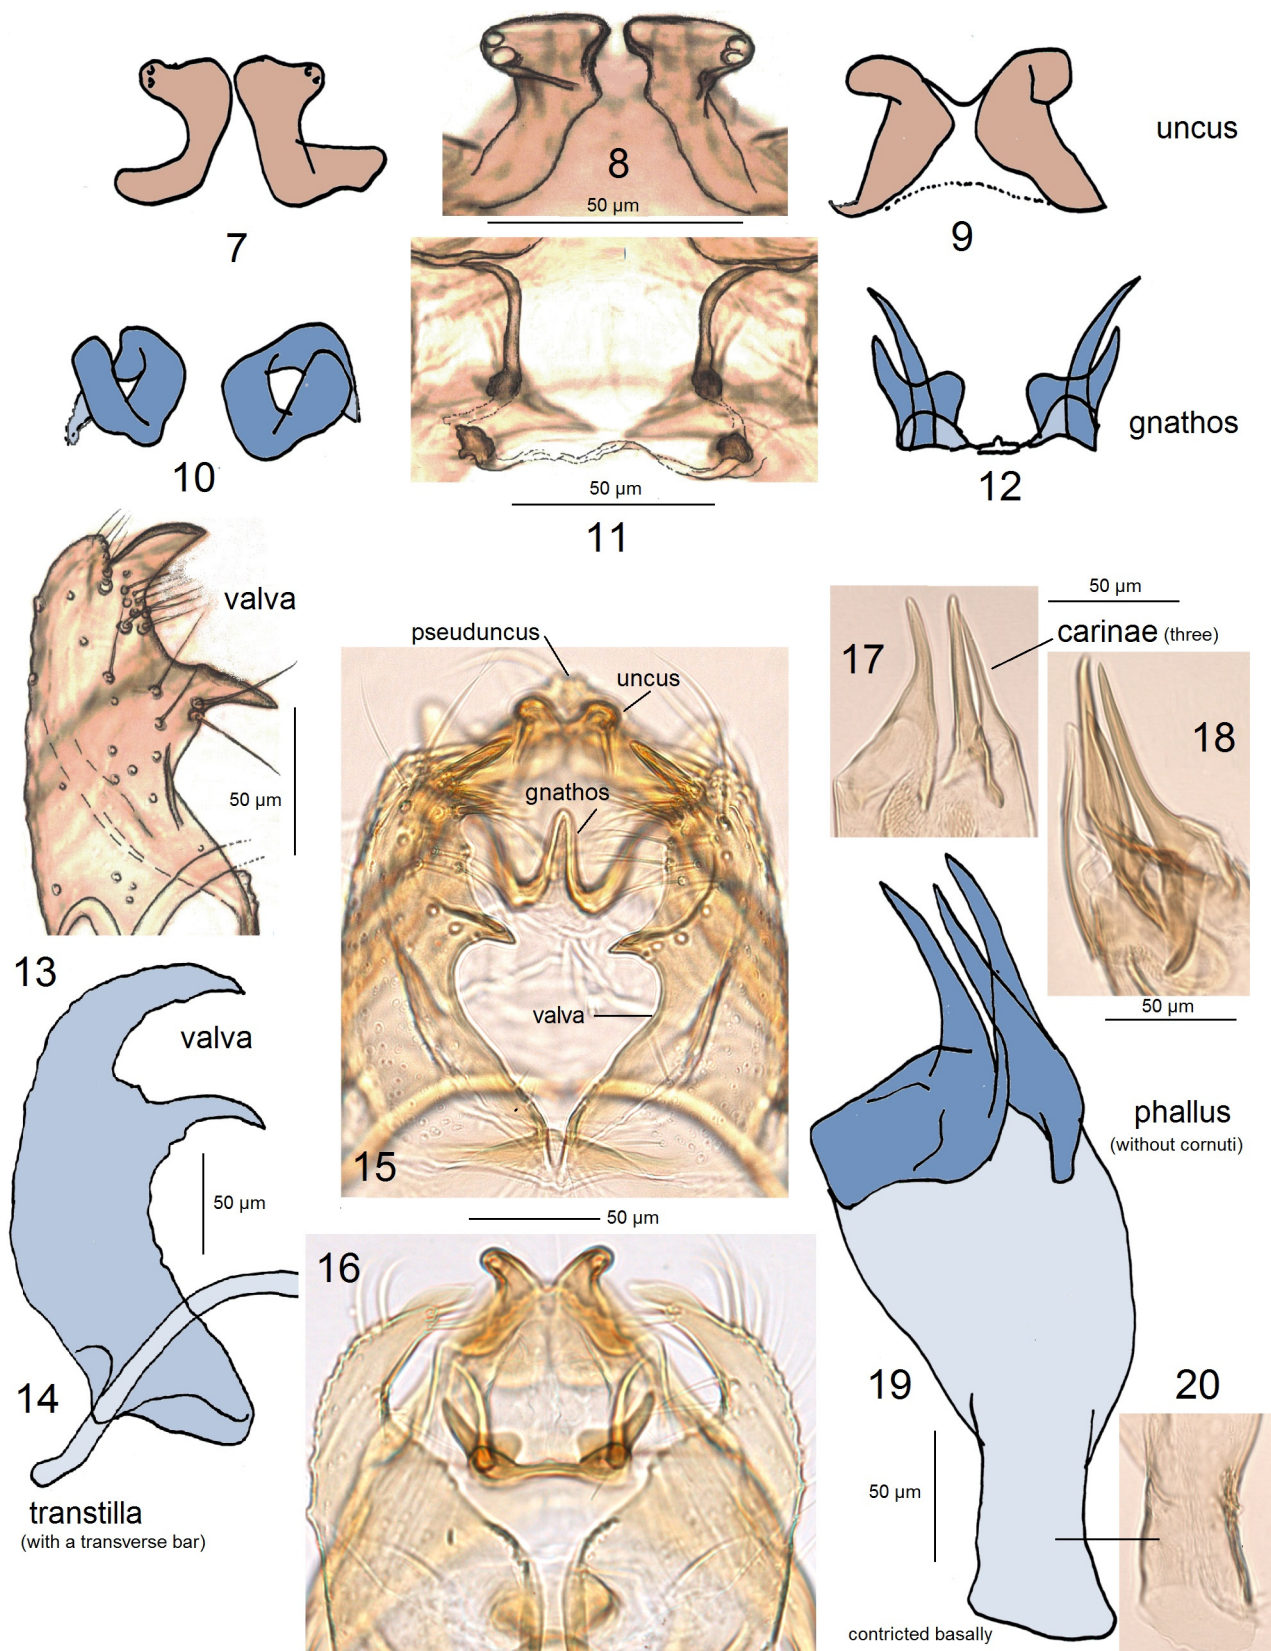 uncus
7
8
50 µm
9
10
50 µm
11
12
gnathos
valva
50 µm
13
pseuduncus
uncus
gnathos
valva
15
50 µm
17
50 µm
carinae (three)
18
50 µm
valva
50 µm
14
transtilla
(with a transverse bar)
16
phallus
(without cornuti)
19
20
50 µm
contricted basally